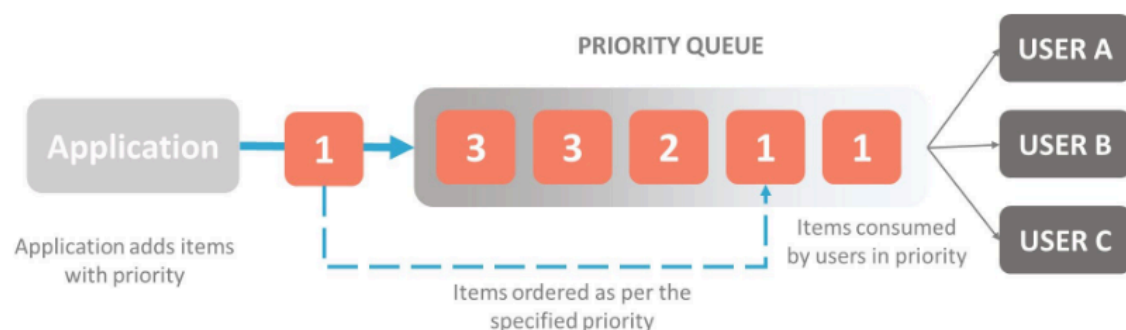 PRIORITY QUEUE
Application
1
3
3
2
1
1
USER A
USER B
USER C
Application adds items
with priority
Items ordered as per the
specified priority
Items consumed
by users in priority